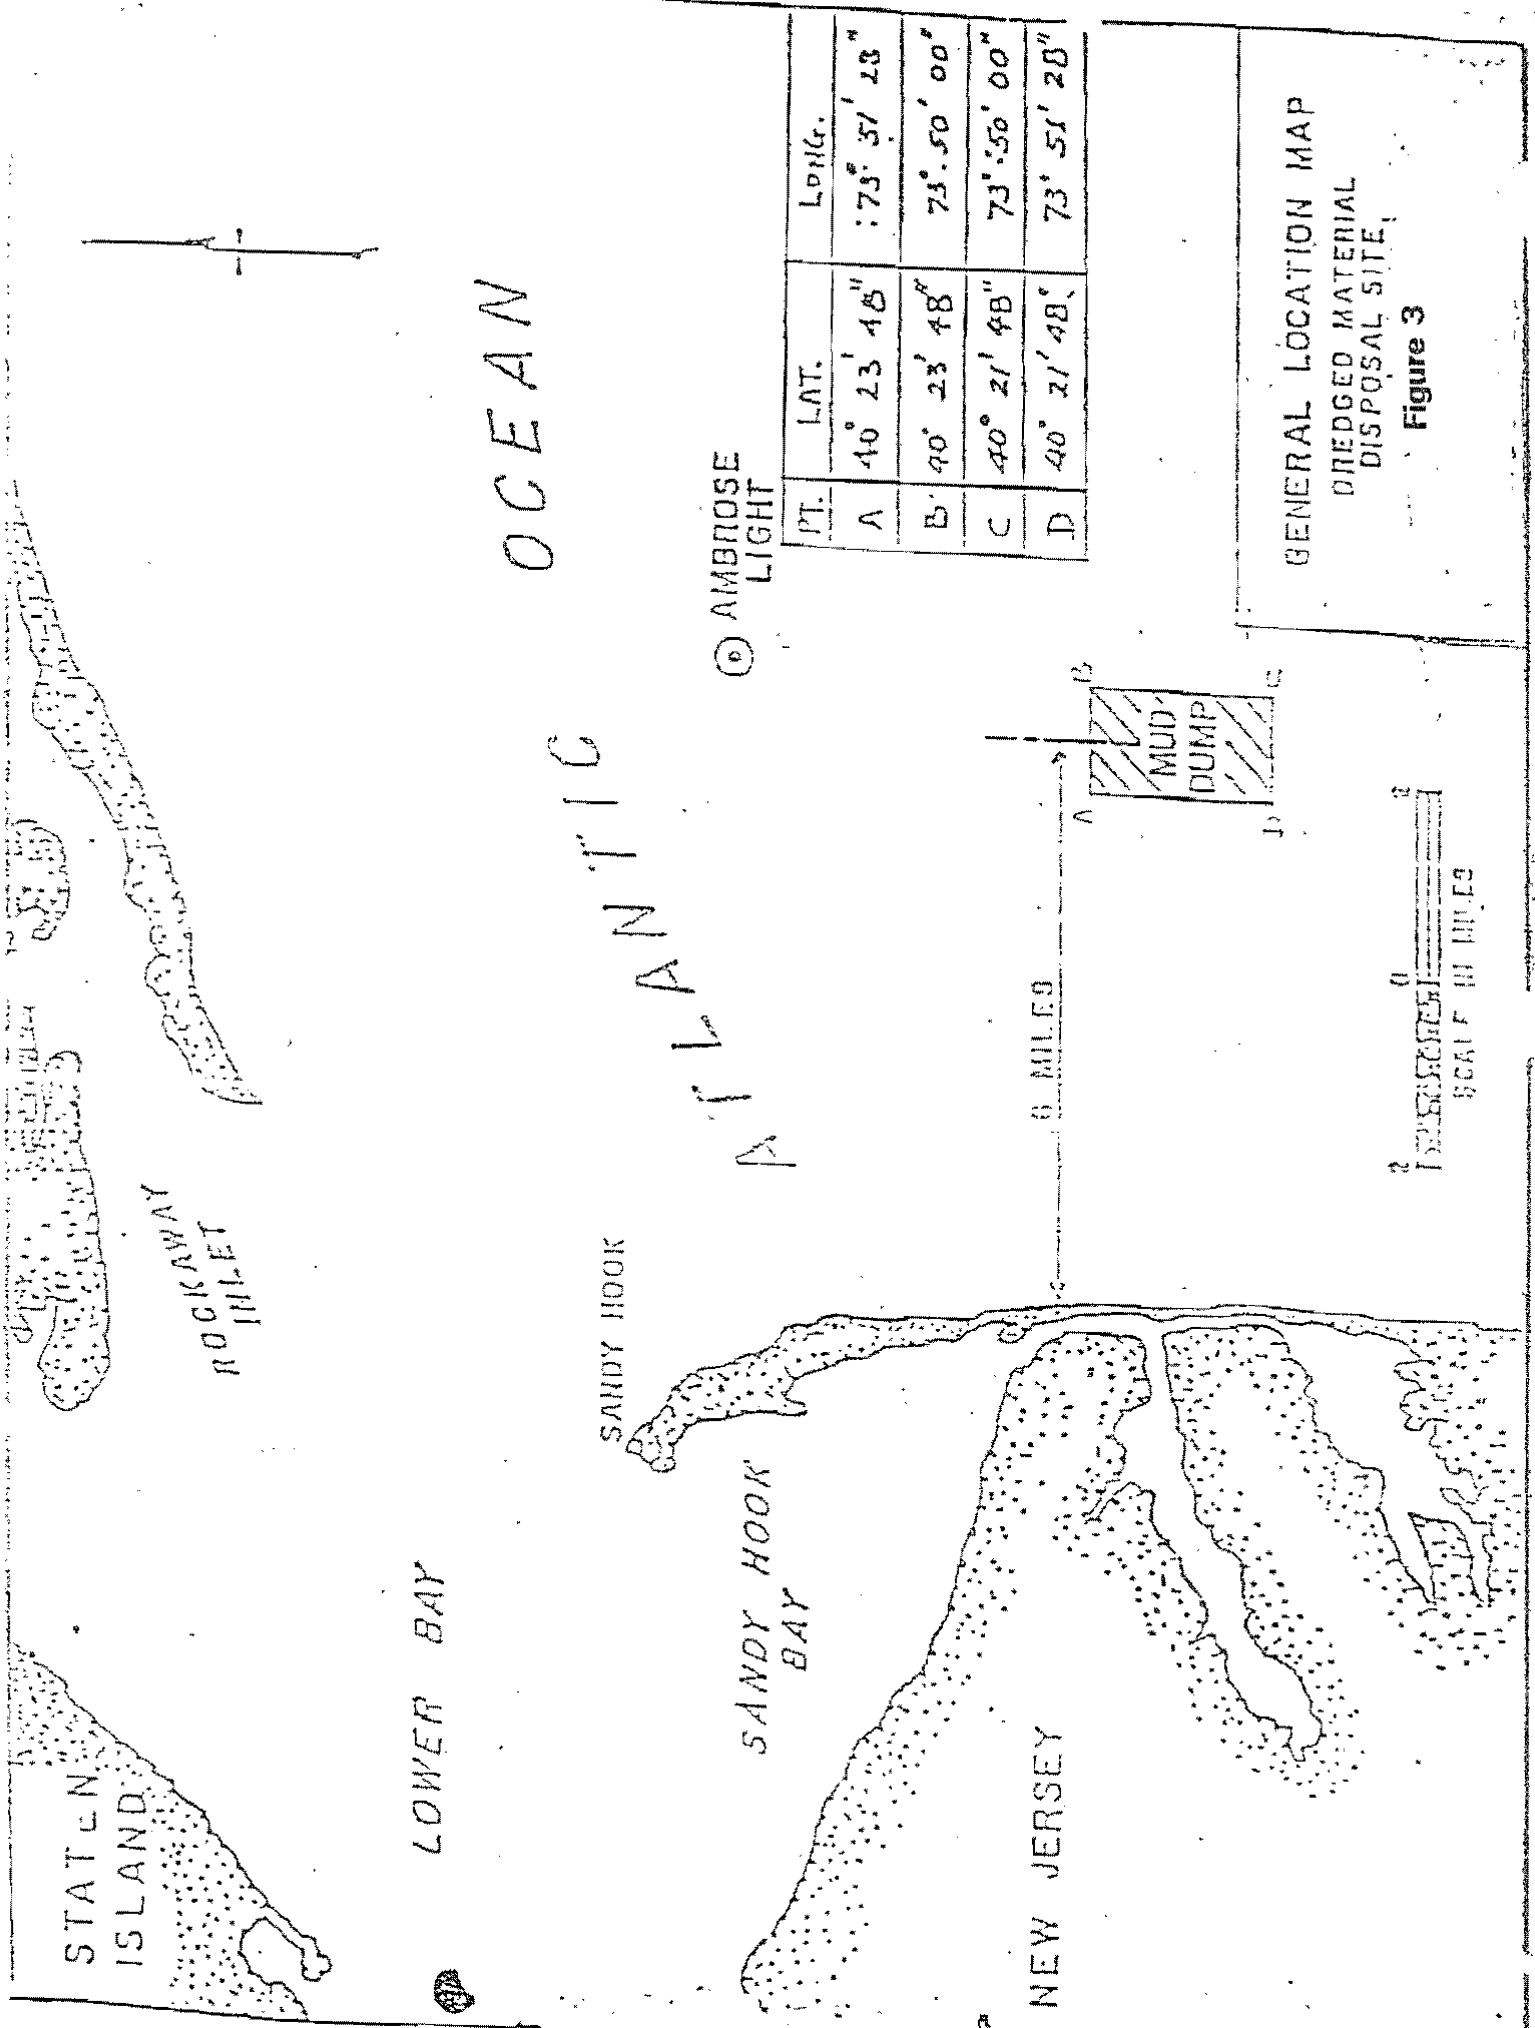 STATEN
ISLAND
ROCKAWAY
INLET
LOWER BAY
SANDY HOOK
SANDY HOOK
BAY
NEW JERSEY
ATLANTIC OCEAN
AMBROSE
LIGHT
MILES
A
B
C
D
MUD
DUMP
2 0 2
SCALE IN MILES
PT. LAT. LONG.
A 40° 23' 48" 73° 51' 28"
B 40° 23' 48" 73° 50' 00"
C 40° 21' 48" 73° 50' 00"
D 40° 21' 48" 73° 51' 28"
GENERAL LOCATION MAP
DREDGED MATERIAL
DISPOSAL SITE
Figure 3